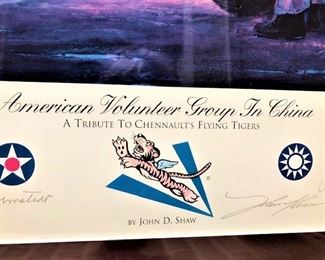 American Volunteer Group In China
A Tribute To Chennault's Flying Tigers
©
by John D. Shaw